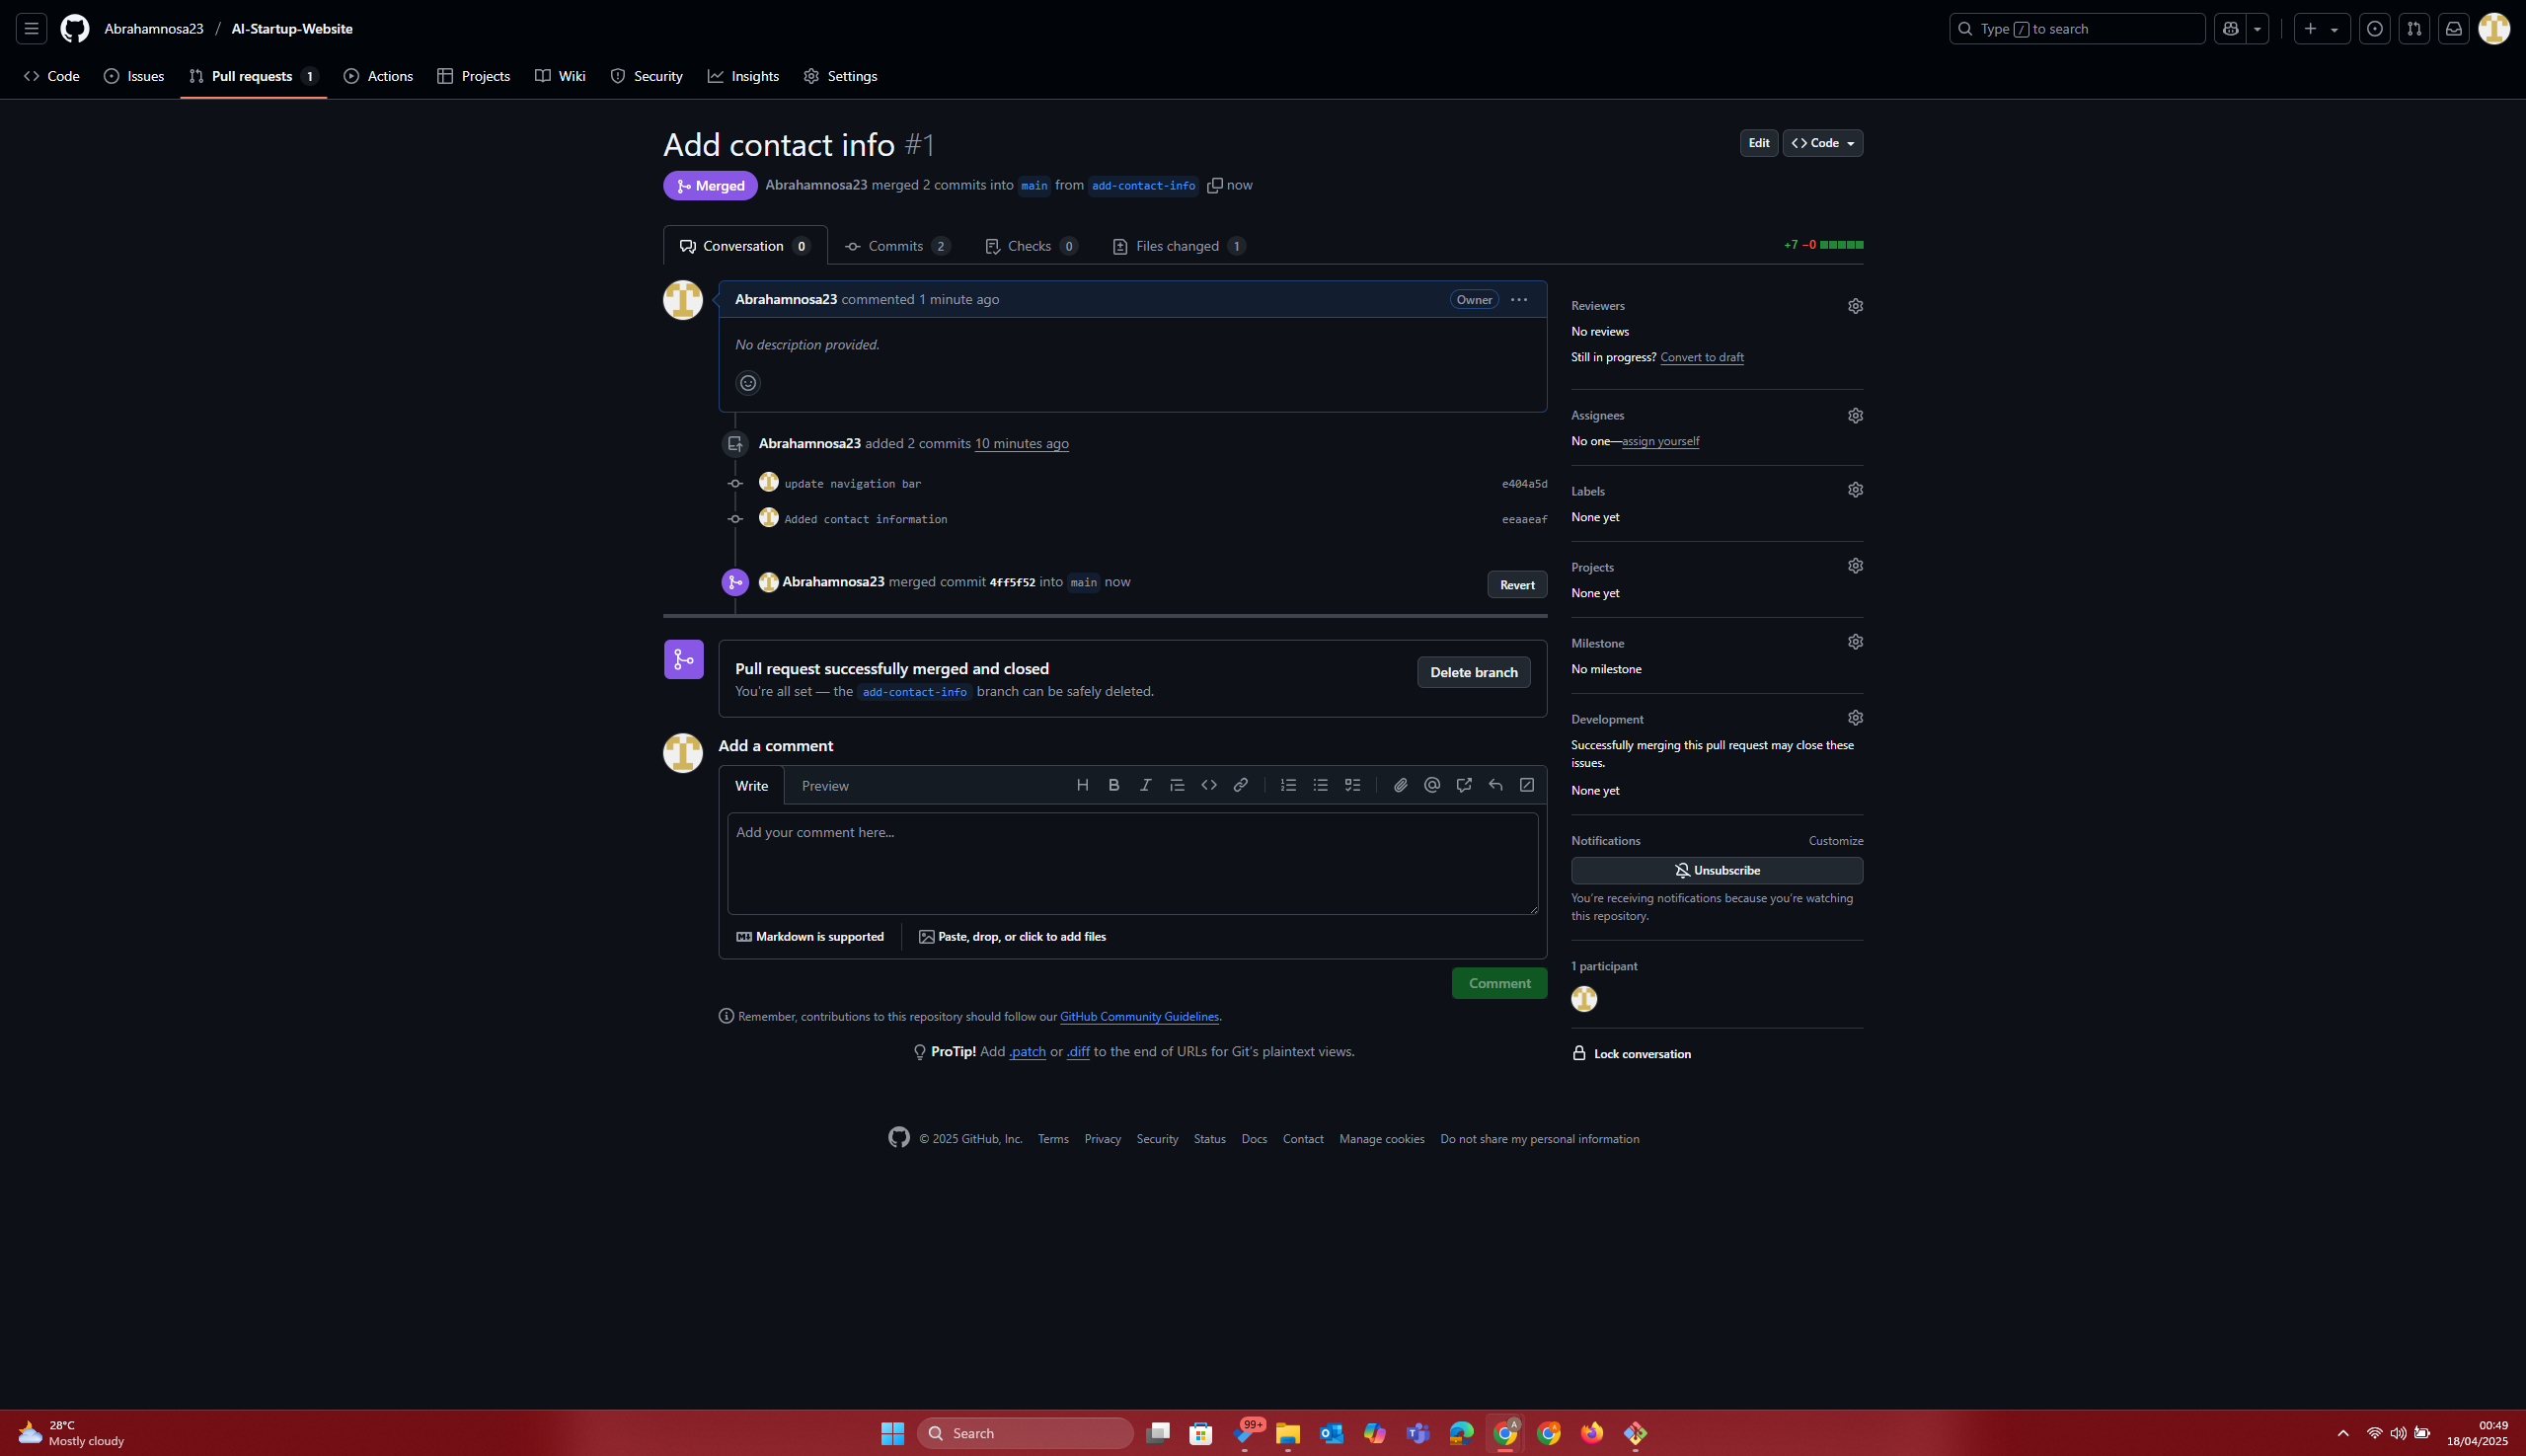 Abrahamnosa23 / AI-Startup-Website
Type / to search
Code Issues Pull requests 1 Actions Projects Wiki Security Insights Settings
Add contact info #1
Edit Code
Merged Abrahamnosa23 merged 2 commits into main from add-contact-info now
Conversation 0 Commits 2 Checks 0 Files changed 1
+7 −0
Abrahamnosa23 commented 1 minute ago
Owner
No description provided.
Abrahamnosa23 added 2 commits 10 minutes ago
update navigation bar
e404a5d
Added contact information
eeaaeaf
Abrahamnosa23 merged commit 4ff5f52 into main now
Revert
Pull request successfully merged and closed
You're all set — the add-contact-info branch can be safely deleted.
Delete branch
Add a comment
Write Preview
Add your comment here...
Markdown is supported
Paste, drop, or click to add files
Comment
Remember, contributions to this repository should follow our GitHub Community Guidelines.
ProTip! Add .patch or .diff to the end of URLs for Git's plaintext views.
Reviewers
No reviews
Still in progress? Convert to draft
Assignees
No one—assign yourself
Labels
None yet
Projects
None yet
Milestone
No milestone
Development
Successfully merging this pull request may close these
issues.
None yet
Notifications
Customize
Unsubscribe
You're receiving notifications because you're watching
this repository.
1 participant
Lock conversation
© 2025 GitHub, Inc. Terms Privacy Security Status Docs Contact Manage cookies Do not share my personal information
28°C
Mostly cloudy
Search
99+
00:49
18/04/2025